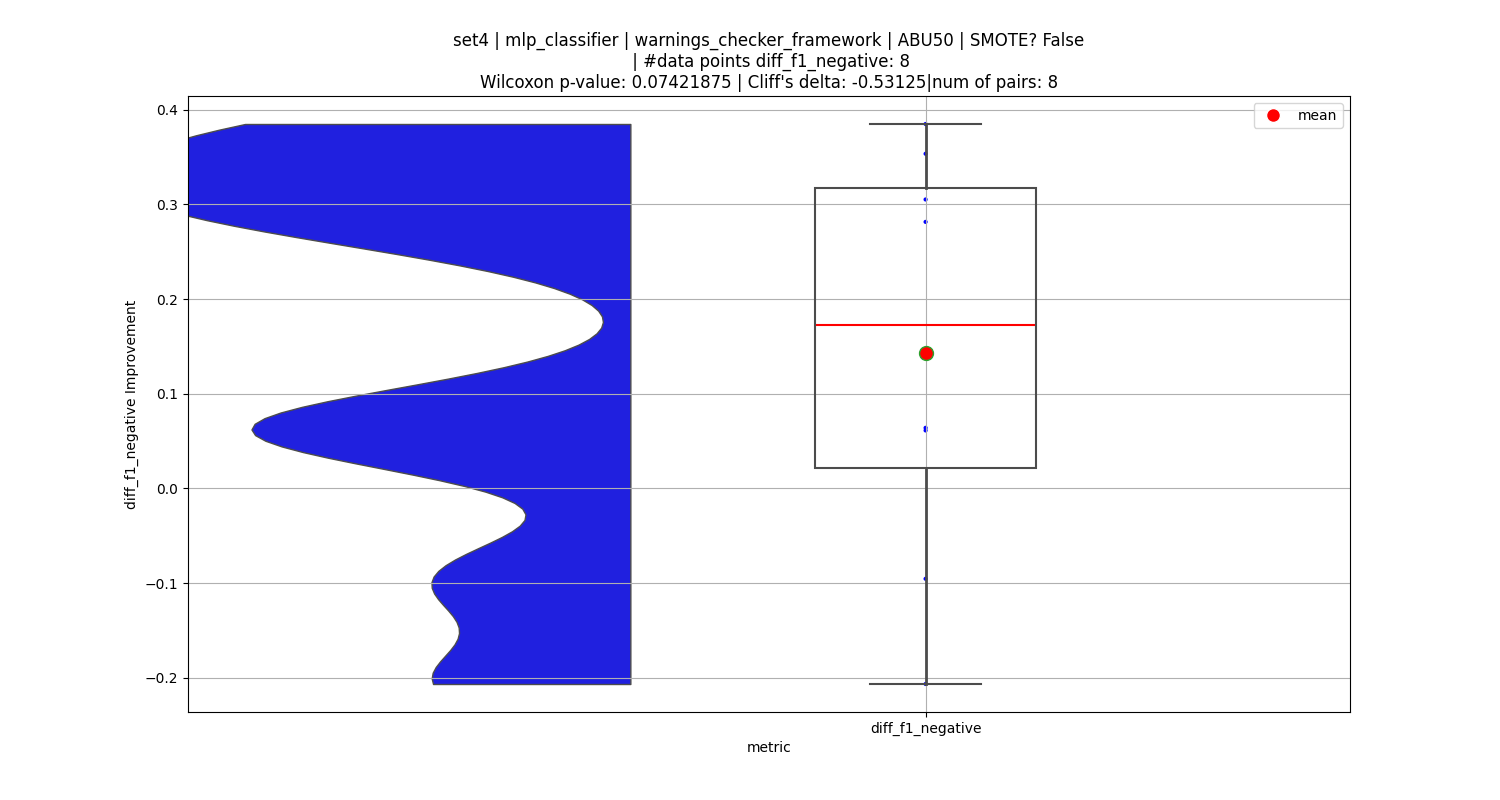 set4 | mlp_classifier | warnings_checker_framework | ABU50 | SMOTE? False
| #data points diff_f1_negative: 8
Wilcoxon p-value: 0.07421875 | Cliff's delta: -0.53125|num of pairs: 8
mean
0.4
0.3
0.2
0.1
0.0
−0.1
−0.2
diff_f1_negative Improvement
diff_f1_negative
metric